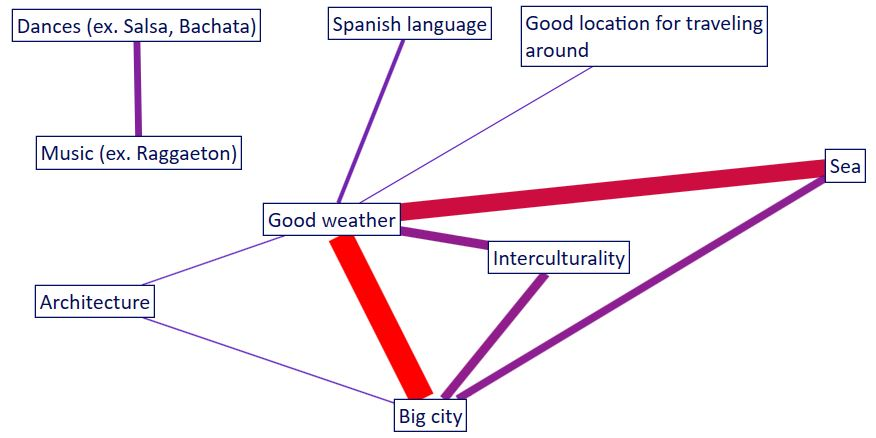 Dances (ex. Salsa, Bachata)
Spanish language
Good location for traveling
around
Music (ex. Raggaeton)
Sea
Good weather
Interculturality
Architecture
Big city